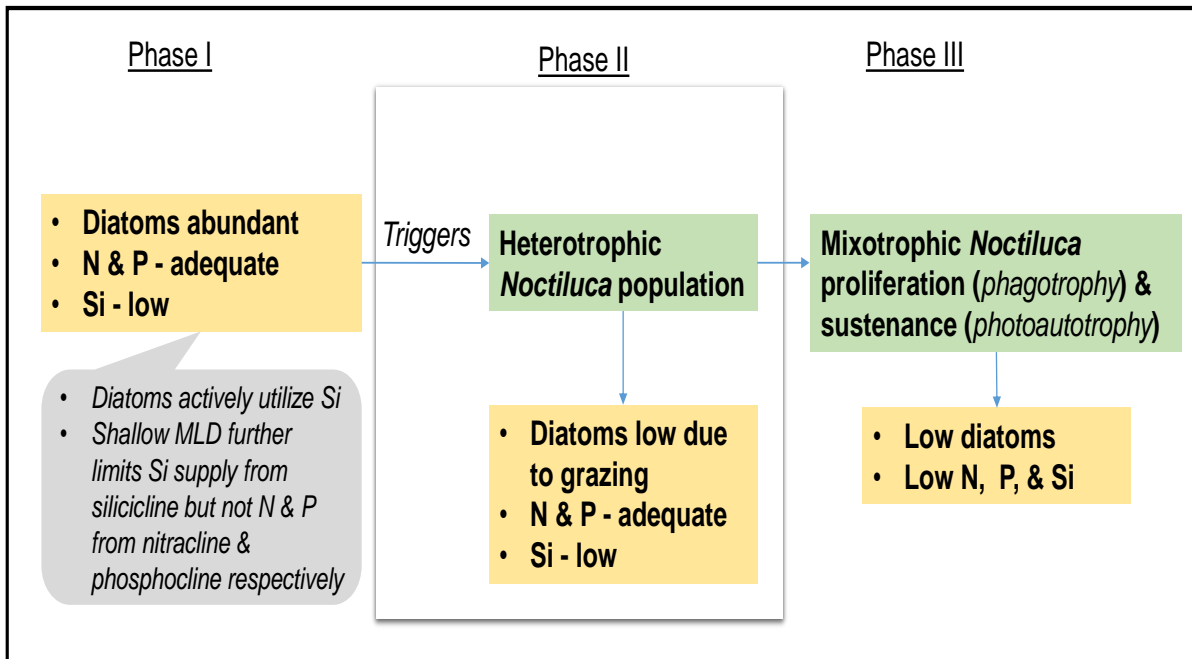 Phase I
Phase II
Phase III
• Diatoms abundant
• N & P - adequate
• Si - low
Triggers
Heterotrophic
Noctiluca population
Mixotrophic Noctiluca
proliferation (phagotrophy) &
sustenance (photoautotrophy)
• Diatoms actively utilize Si
• Shallow MLD further
limits Si supply from
silicicline but not N & P
from nitracline &
phosphocline respectively
• Diatoms low due
to grazing
• N & P - adequate
• Si - low
• Low diatoms
• Low N, P, & Si